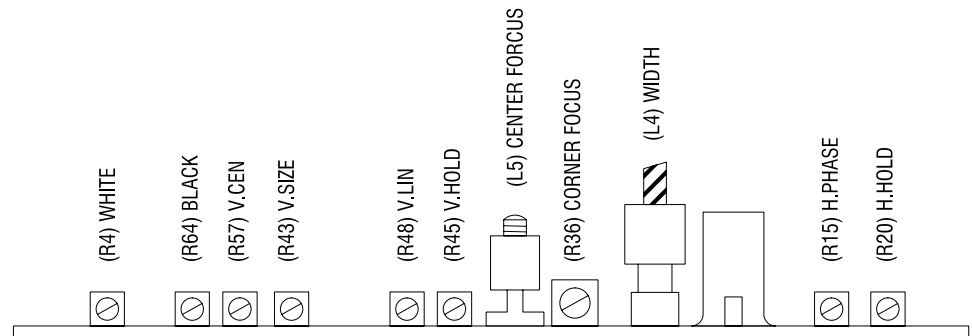 (R4) WHITE
(R64) BLACK
(R57) V.CEN
(R43) V.SIZE
(R48) V.LIN
(R45) V.HOLD
(L5) CENTER FORCUS
(R36) CORNER FOCUS
(L4) WIDTH
(R15) H.PHASE
(R20) H.HOLD